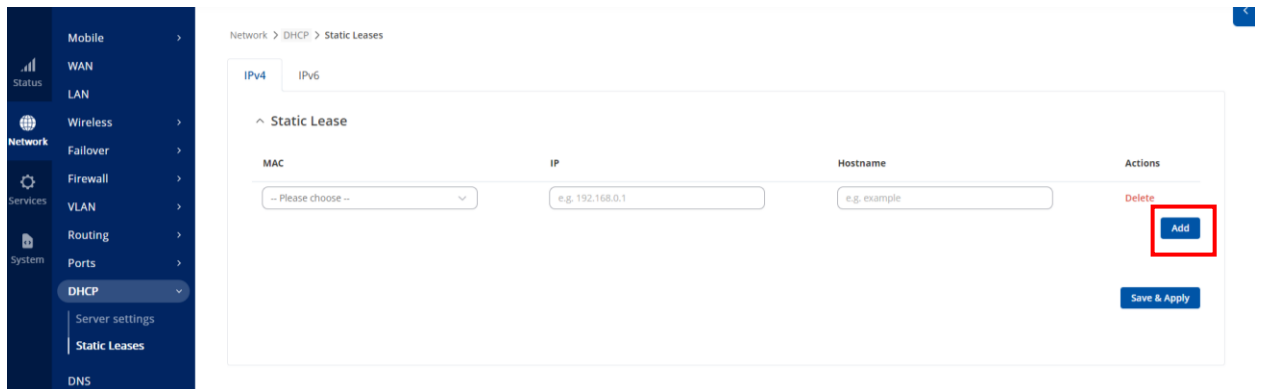 Status
Network
Services
System
Mobile
WAN
LAN
Wireless
Failover
Firewall
VLAN
Routing
Ports
DHCP
Server settings
Static Leases
DNS
Network > DHCP > Static Leases
IPv4 IPv6
Static Lease
MAC IP Hostname Actions
-- Please choose -- e.g. 192.168.0.1 e.g. example Delete
Add
Save & Apply